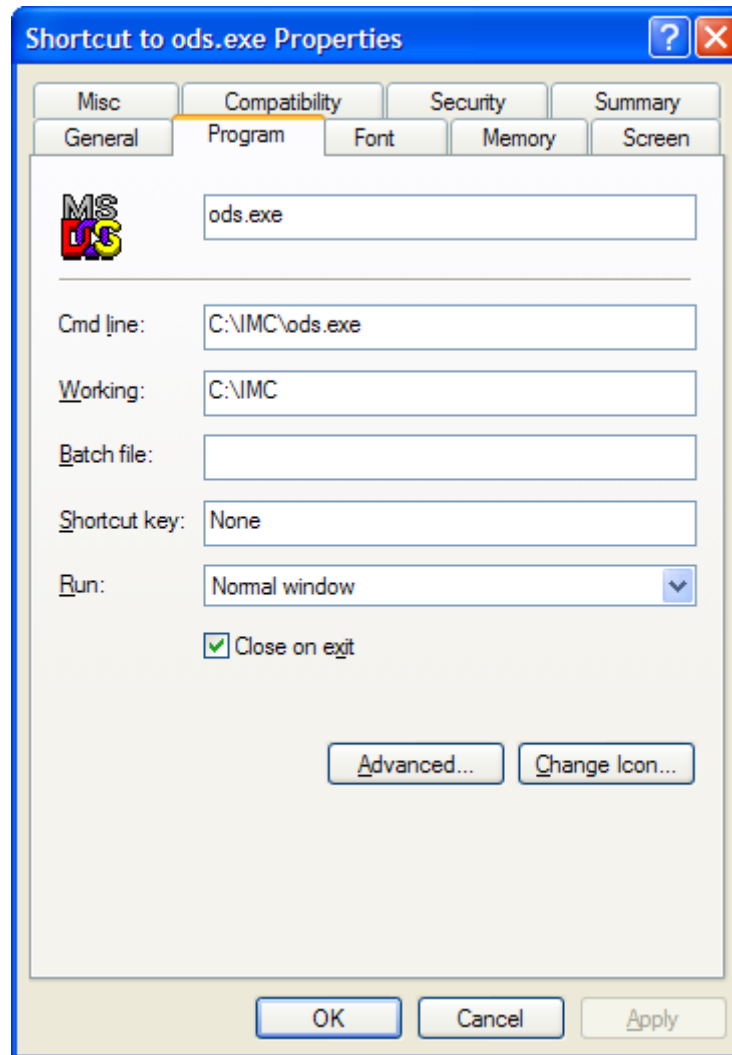 Shortcut to ods.exe Properties
Misc Compatibility Security Summary
General Program Font Memory Screen
MS DOS ods.exe
Cmd line: C:\IMC\ods.exe
Working: C:\IMC
Batch file:
Shortcut key: None
Run: Normal window
Close on exit
Advanced... Change Icon...
OK Cancel Apply